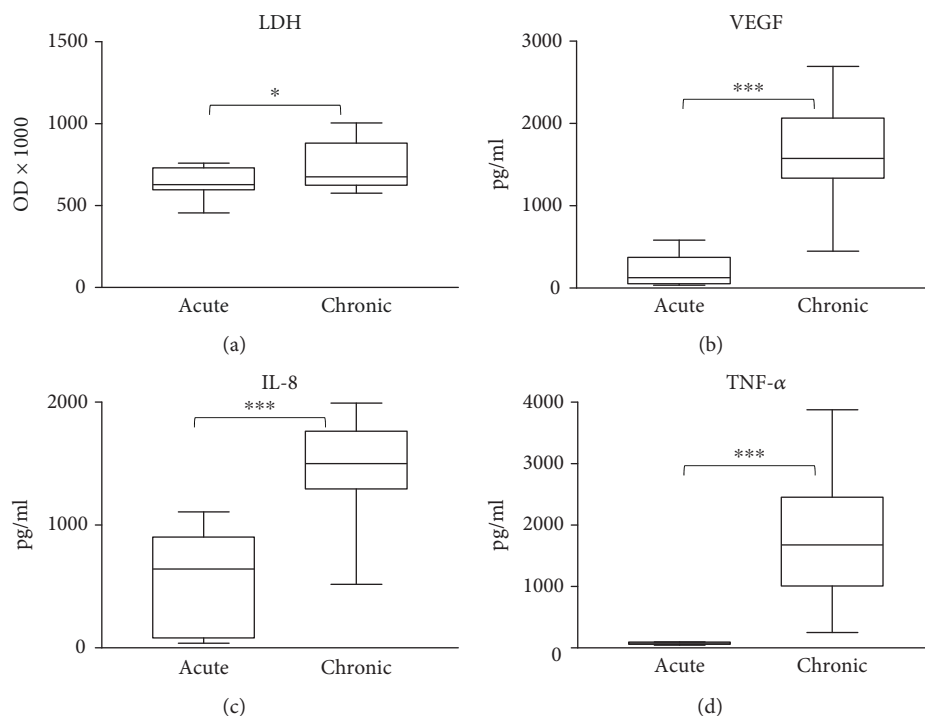 LDH
1500
1000
500
0
OD × 1000
*
Acute Chronic
(a)
VEGF
3000
2000
1000
0
pg/ml
***
Acute Chronic
(b)
IL-8
2000
1000
0
pg/ml
***
Acute Chronic
(c)
TNF-α
4000
3000
2000
1000
0
pg/ml
***
Acute Chronic
(d)